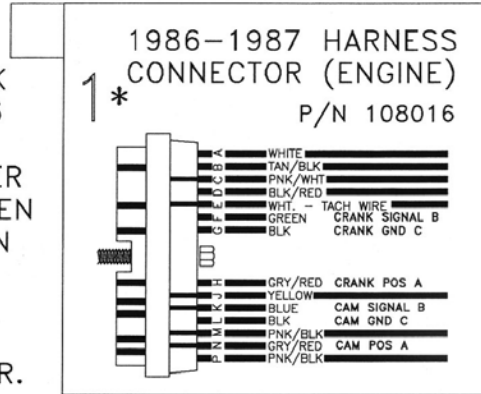 1986-1987 HARNESS
CONNECTOR (ENGINE)
1*
P/N 108016
A WHITE
B TAN/BLK
C PNK/WHT
D BLK/RED
E WHT. - TACH WIRE
F GREEN CRANK SIGNAL B
G BLK CRANK GND C
H GRY/RED CRANK POS A
J YELLOW
K BLUE CAM SIGNAL B
L BLK CAM GND C
M PNK/BLK
N GRY/RED CAM POS A
P PNK/BLK
K
ER
EN
N
R.